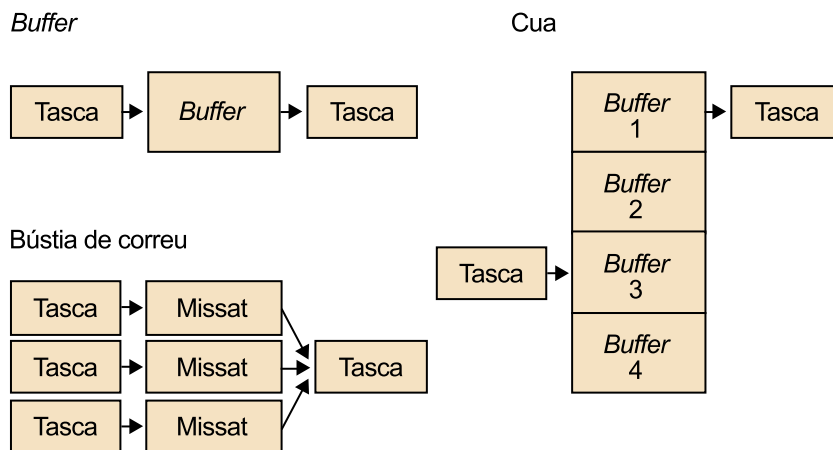 Buffer
Tasca
Buffer
Tasca
Bústia de correu
Tasca
Missat
Tasca
Missat
Tasca
Missat
Tasca
Cua
Buffer
1
Tasca
Buffer
2
Tasca
Buffer
3
Buffer
4